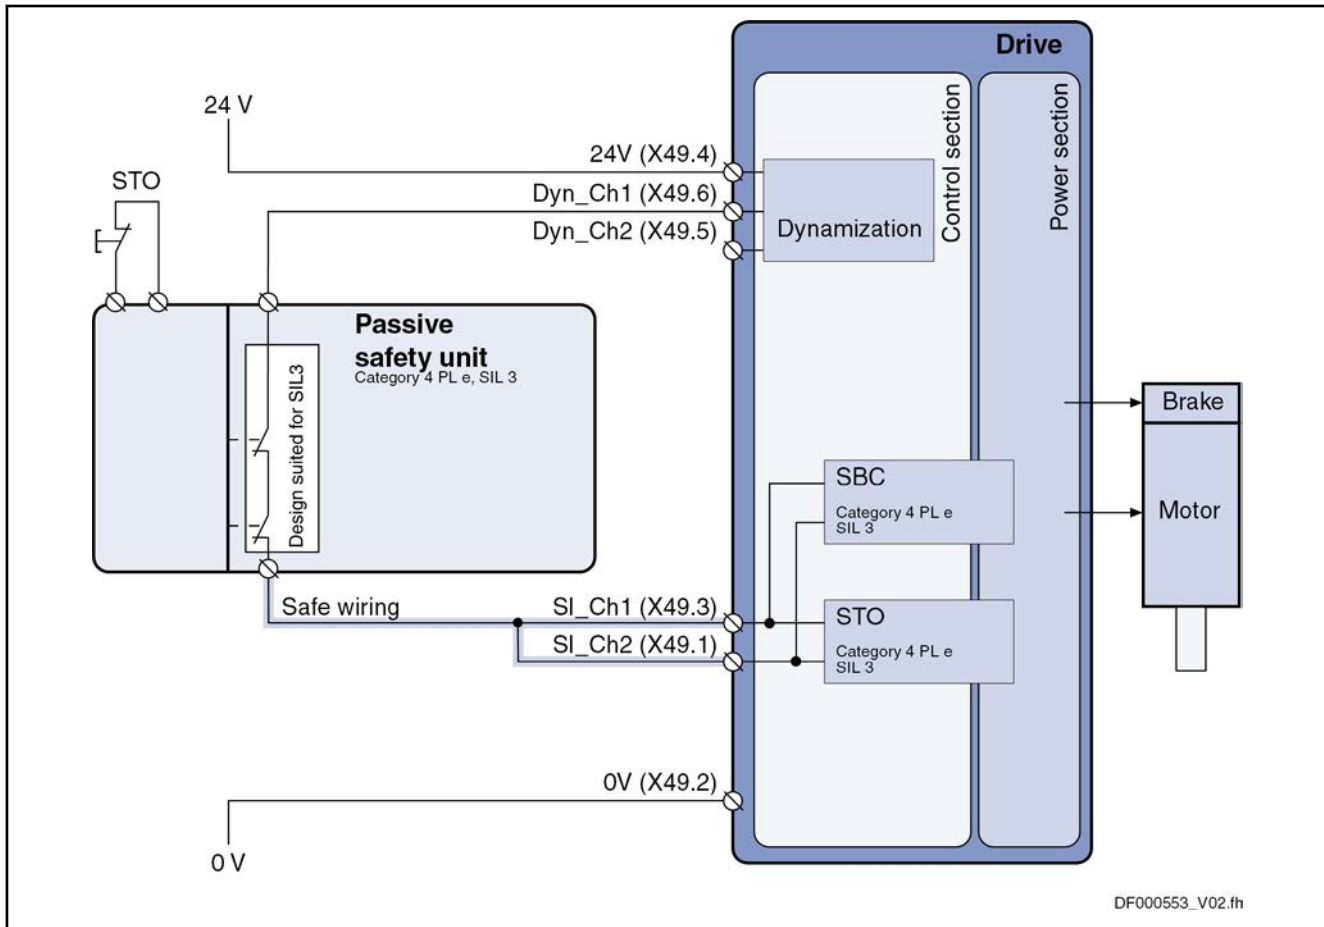 Drive
24 V
Control section
Power section
24V (X49.4)
STO
Dyn_Ch1 (X49.6)
Dyn_Ch2 (X49.5)
Dynamization
Passive
safety unit
Category 4 PL e, SIL 3
Design suited for SIL3
Brake
Motor
SBC
Category 4 PL e
SIL 3
Safe wiring
SI_Ch1 (X49.3)
SI_Ch2 (X49.1)
STO
Category 4 PL e
SIL 3
0V (X49.2)
0 V
DF000553_V02.fh